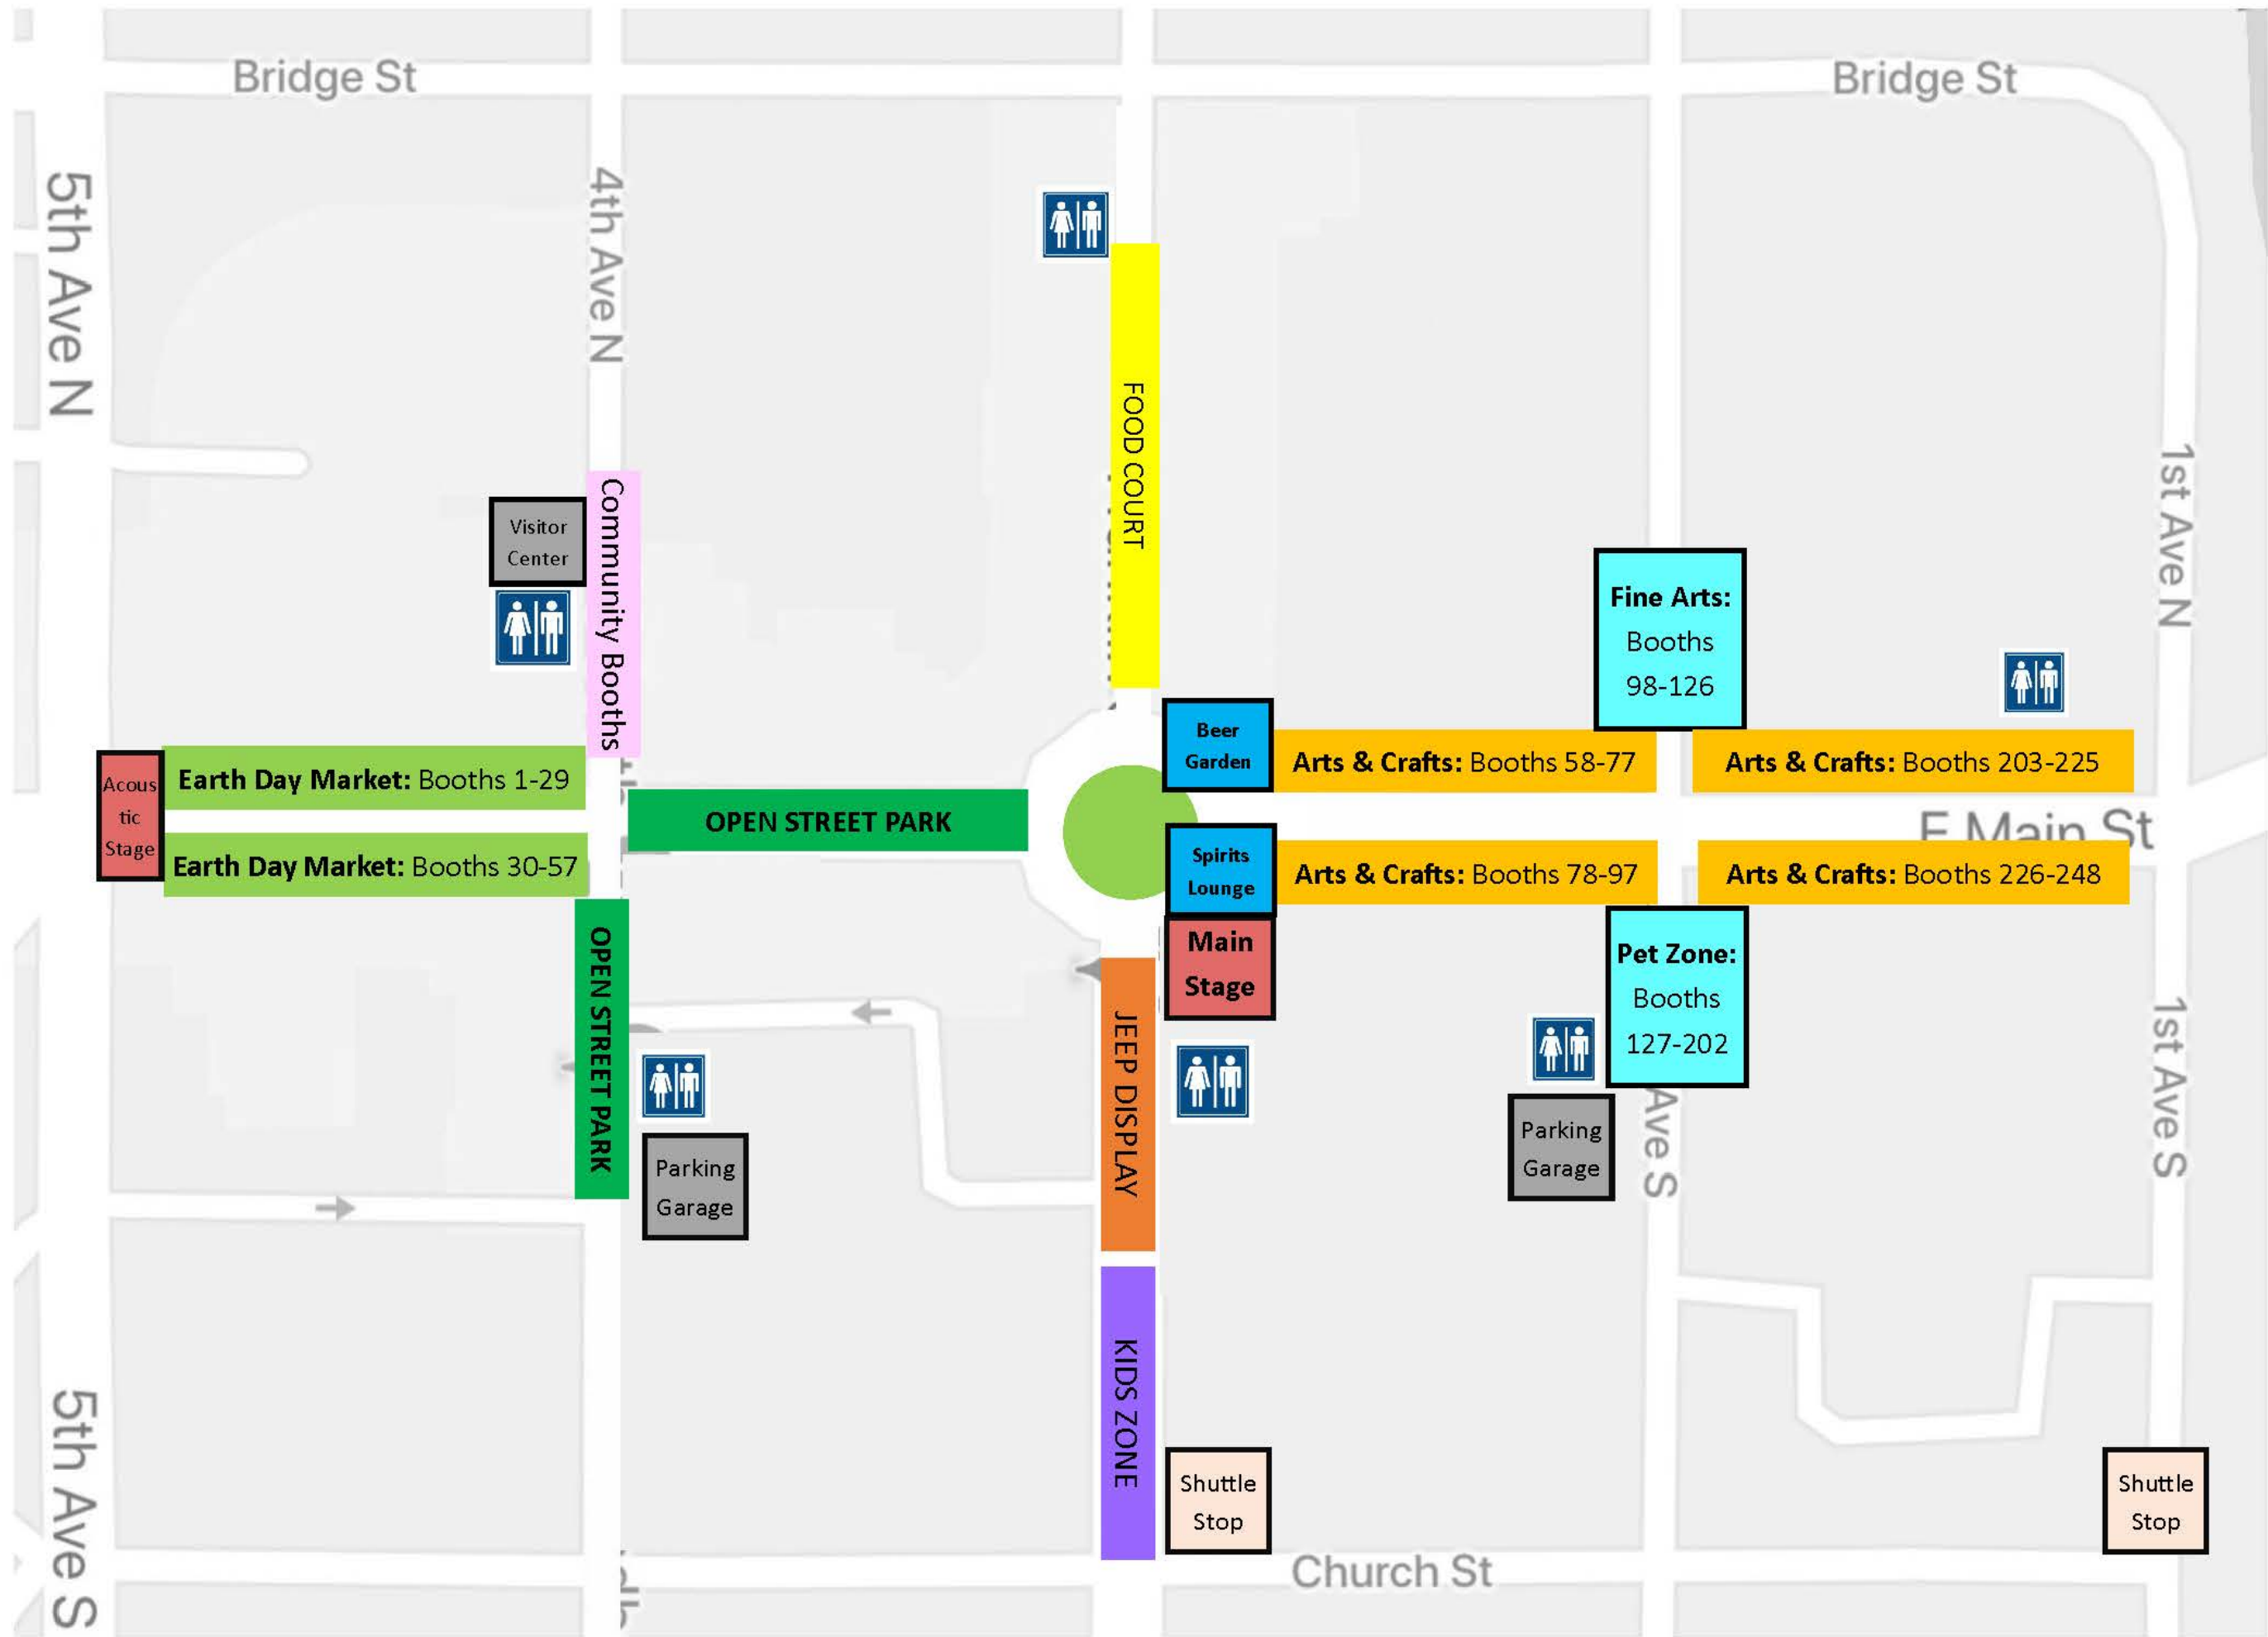 Bridge St
Bridge St
5th Ave N
4th Ave N
FOOD COURT
1st Ave N
Visitor
Center
Community Booths
Fine Arts:
Booths
98-126
Beer
Garden
Arts & Crafts: Booths 58-77
Arts & Crafts: Booths 203-225
Acous
tic
Stage
Earth Day Market: Booths 1-29
OPEN STREET PARK
E Main St
Earth Day Market: Booths 30-57
Spirits
Lounge
Arts & Crafts: Booths 78-97
Arts & Crafts: Booths 226-248
OPEN STREET PARK
Main
Stage
JEEP DISPLAY
Pet Zone:
Booths
127-202
Parking
Garage
Parking
Garage
Ave S
1st Ave S
KIDS ZONE
5th Ave S
Shuttle
Stop
Shuttle
Stop
Church St